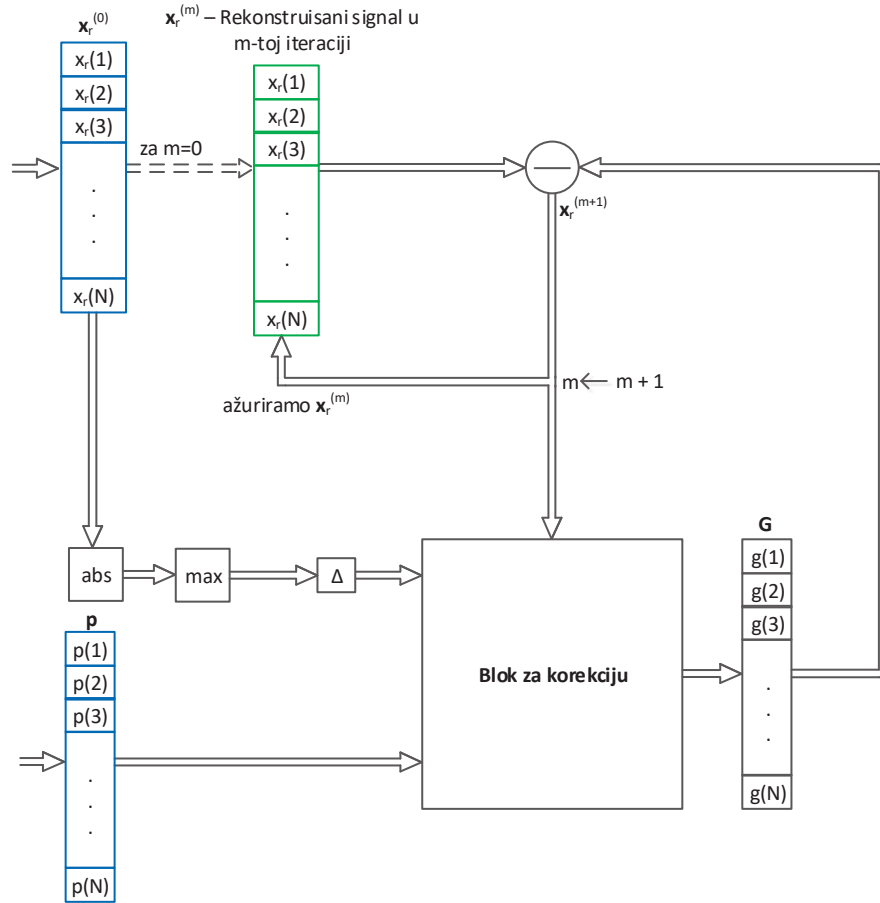 x_r^(0)
x_r^(m) – Rekonstruisani signal u
m-toj iteraciji
x_r(1)
x_r(2)
x_r(3)
.
.
.
x_r(N)
za m=0
x_r(1)
x_r(2)
x_r(3)
.
.
.
x_r(N)
—
x_r^(m+1)
m ← m + 1
ažuriramo x_r^(m)
abs
max
Δ
p
p(1)
p(2)
p(3)
.
.
.
p(N)
Blok za korekciju
G
g(1)
g(2)
g(3)
.
.
.
g(N)